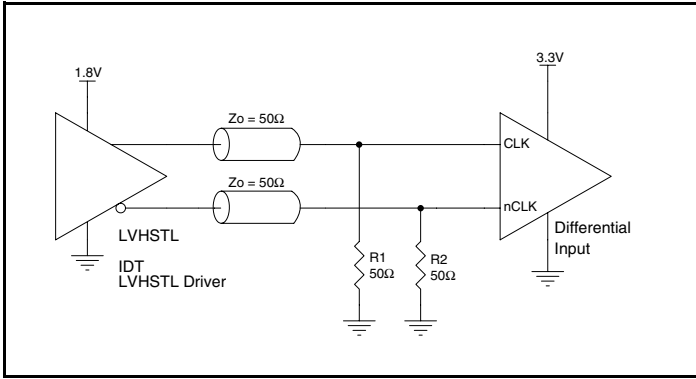 1.8V
3.3V
Zo = 50Ω
CLK
Zo = 50Ω
nCLK
LVHSTL
IDT
LVHSTL Driver
R1
50Ω
R2
50Ω
Differential
Input